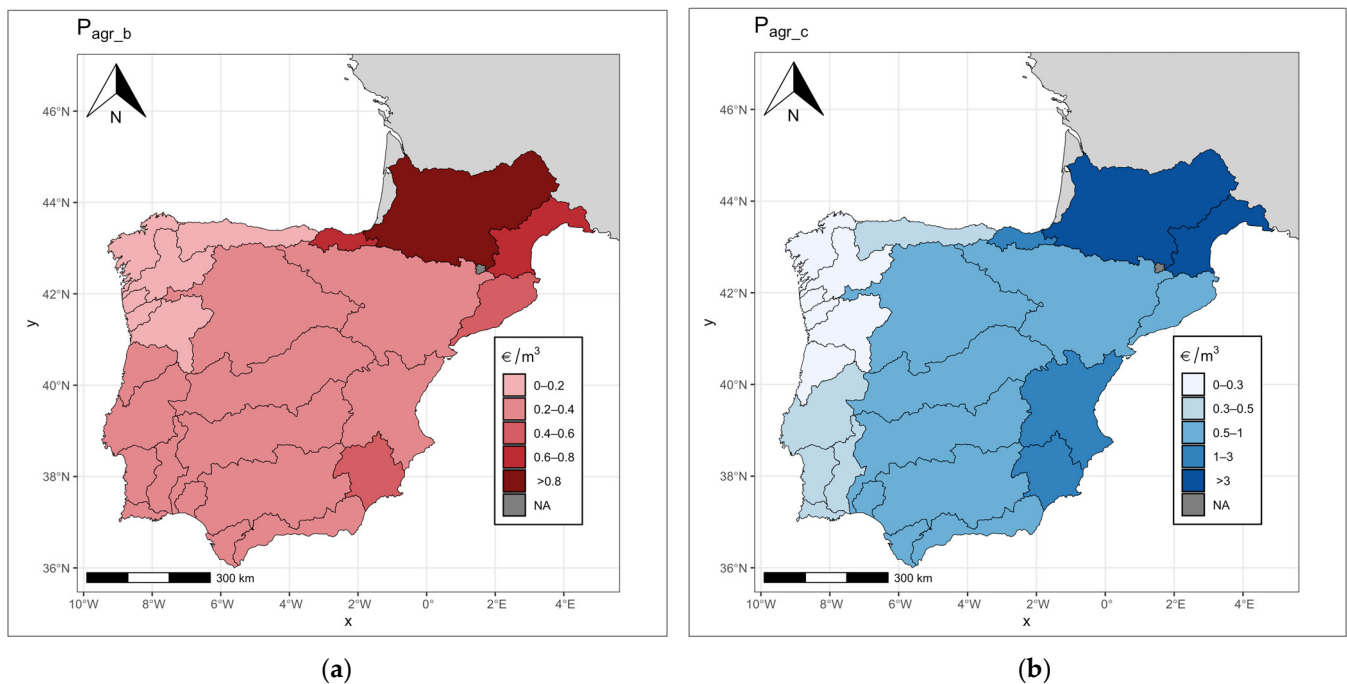 P_agr_b
46°N
44°N
42°N
40°N
38°N
36°N
y
N
€/m³
0–0.2
0.2–0.4
0.4–0.6
0.6–0.8
>0.8
NA
300 km
10°W 8°W 6°W 4°W 2°W 0° 2°E 4°E
x
(a)
P_agr_c
46°N
44°N
42°N
40°N
38°N
36°N
y
N
€/m³
0–0.3
0.3–0.5
0.5–1
1–3
>3
NA
300 km
10°W 8°W 6°W 4°W 2°W 0° 2°E 4°E
x
(b)